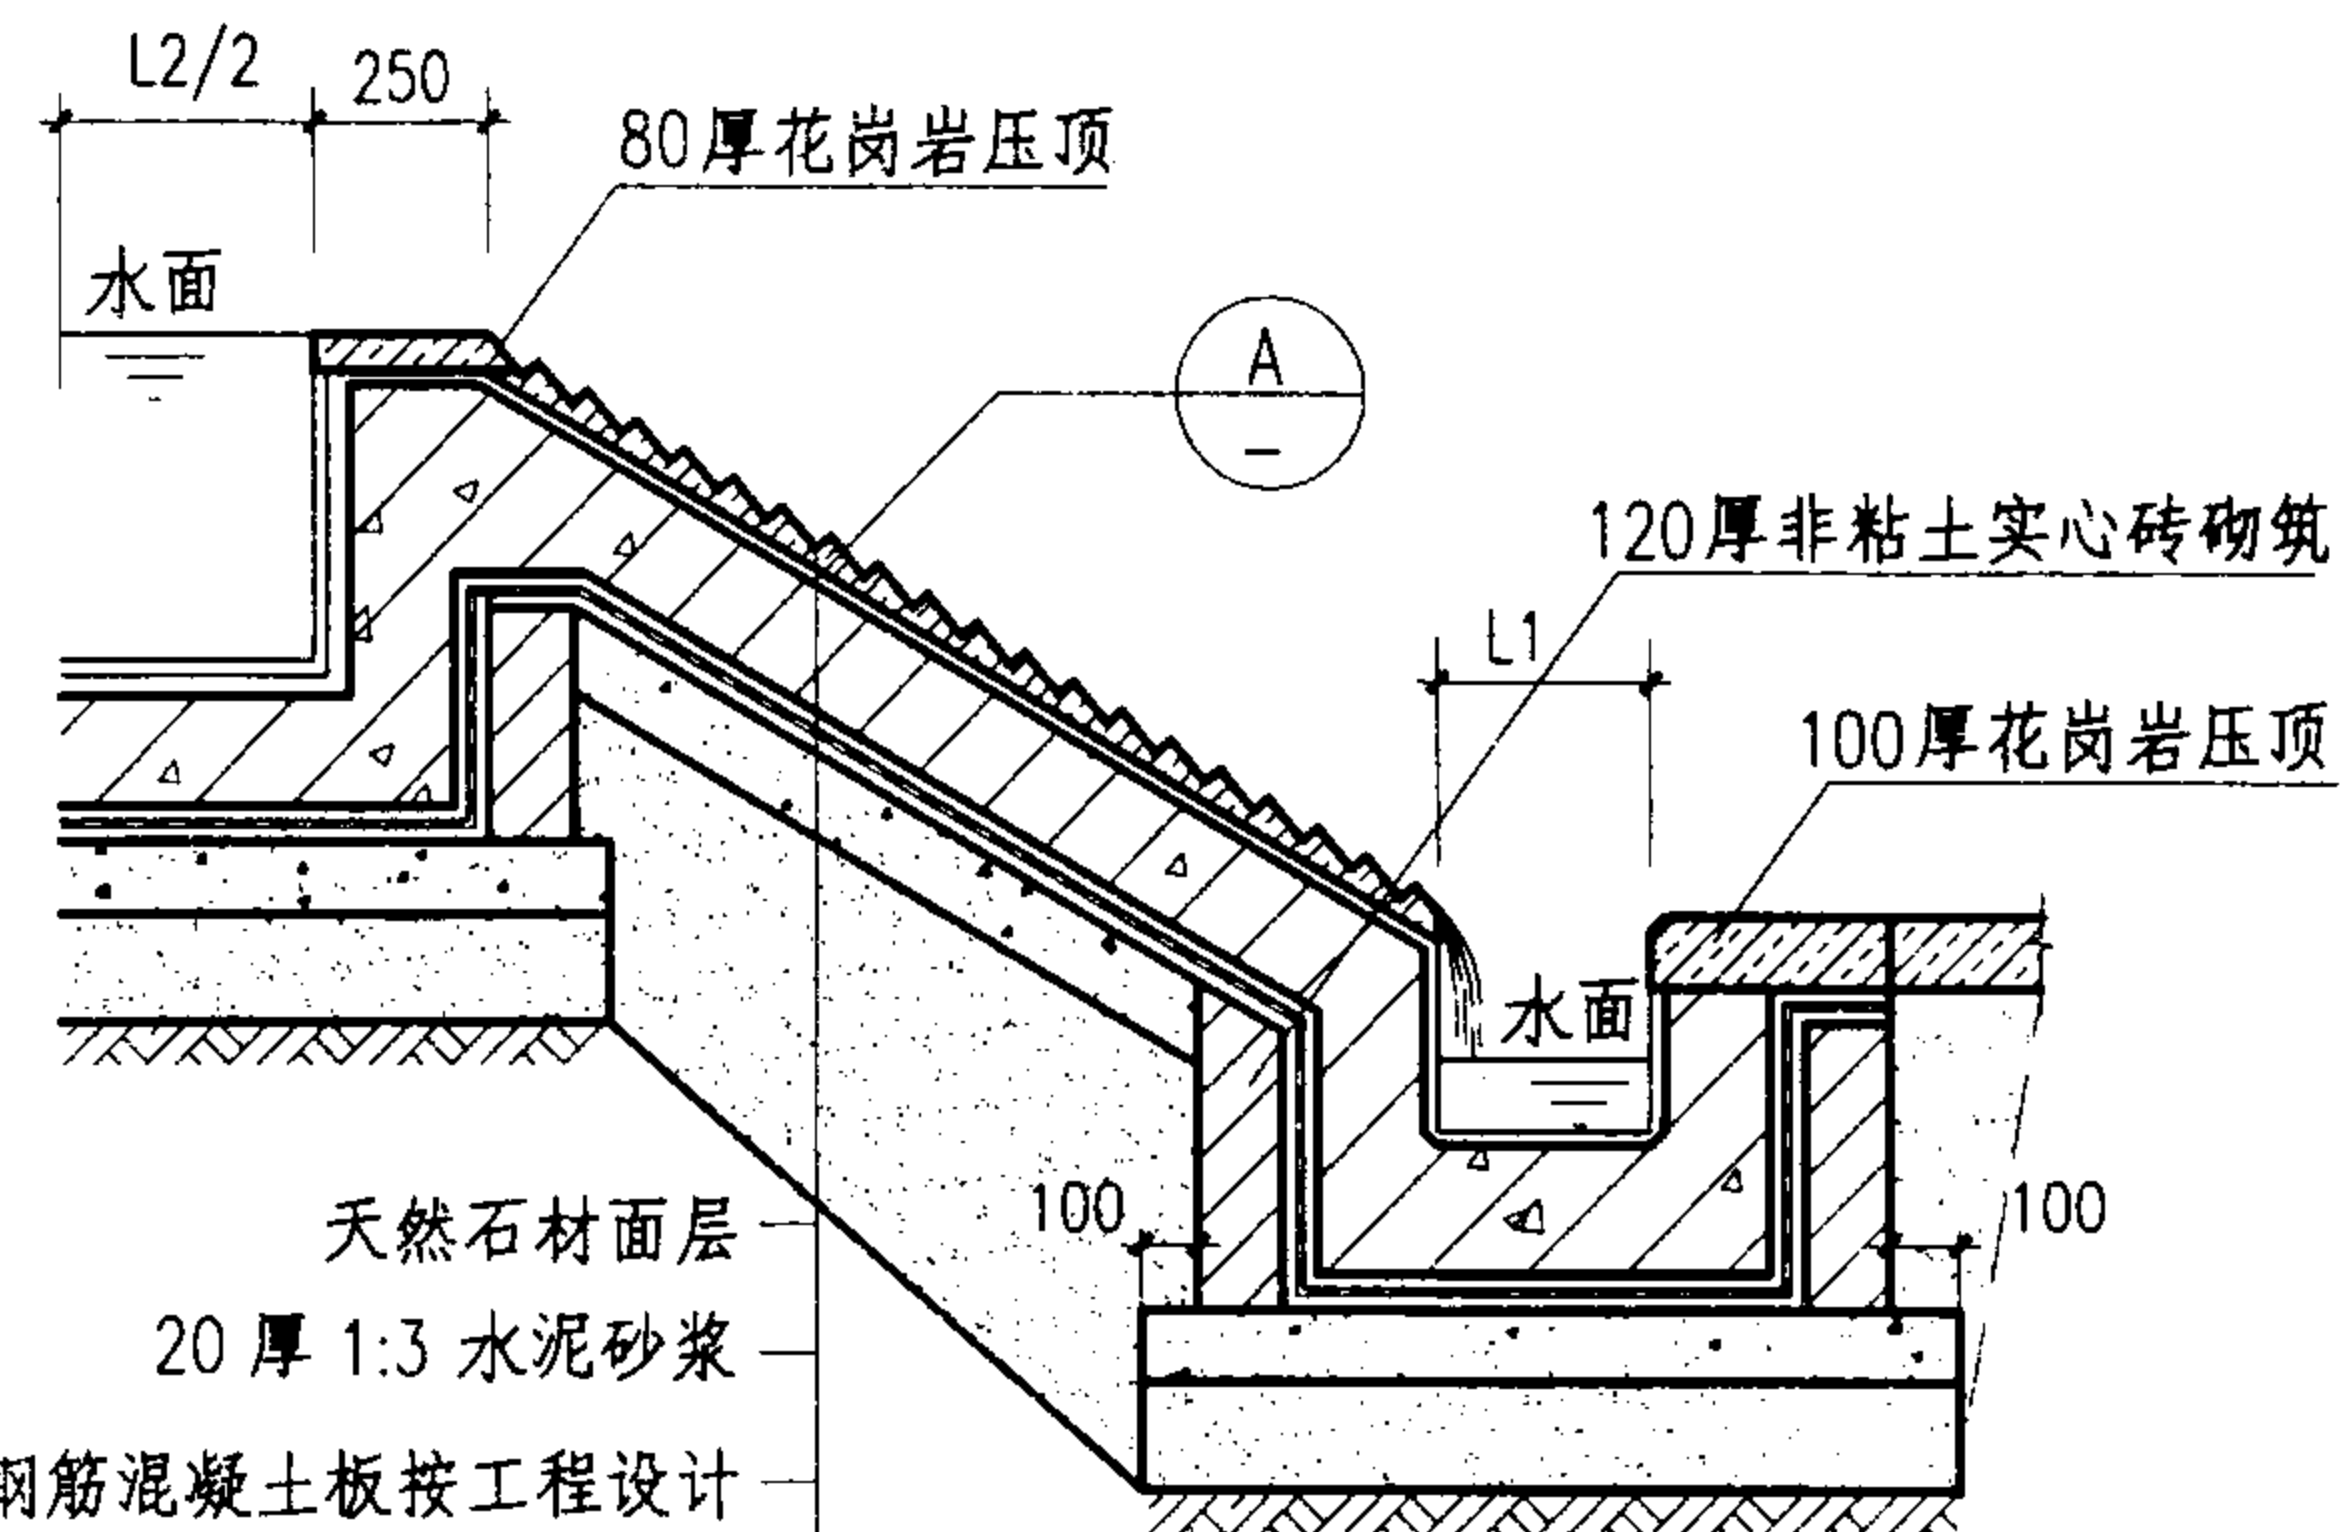 L2/2
250
80厚花岗岩压顶
水面
A
—
120厚非粘土实心砖砌筑
L1
100厚花岗岩压顶
水面
100
100
天然石材面层
20厚 1:3 水泥砂浆
钢筋混凝土板按工程设计